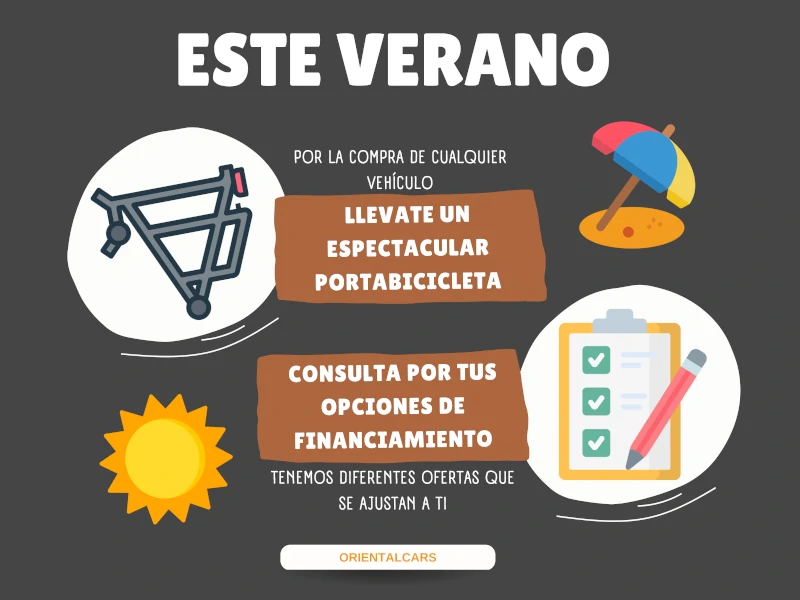 ESTE VERANO
POR LA COMPRA DE CUALQUIER
VEHÍCULO
LLEVATE UN
ESPECTACULAR
PORTABICICLETA
CONSULTA POR TUS
OPCIONES DE
FINANCIAMIENTO
TENEMOS DIFERENTES OFERTAS QUE
SE AJUSTAN A TI
ORIENTALCARS